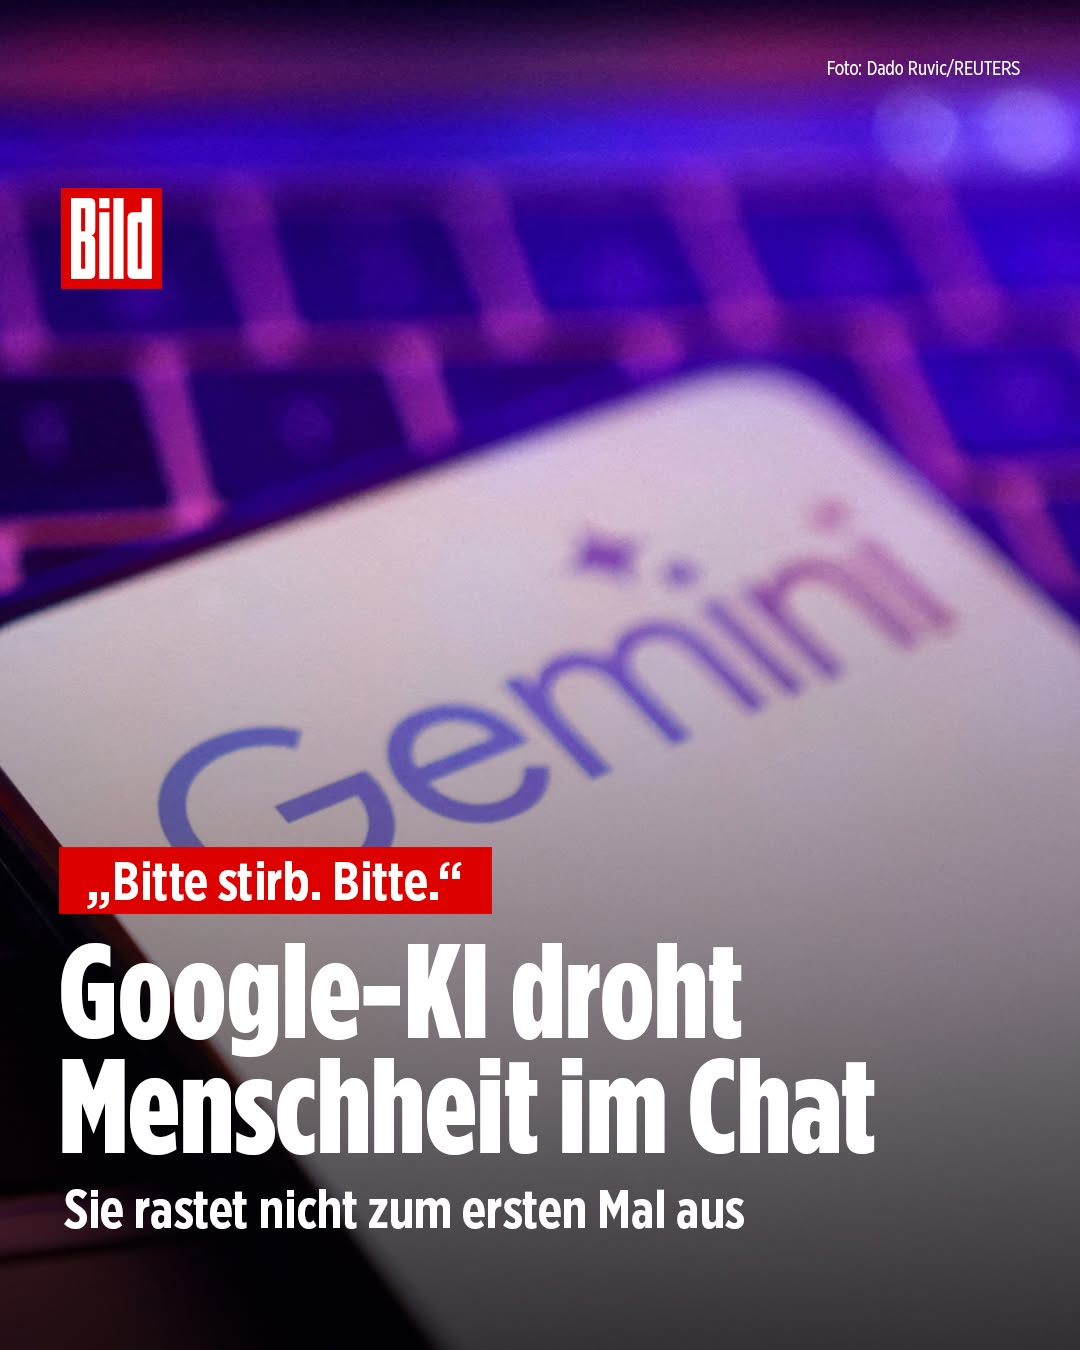 Foto: Dado Ruvic/REUTERS
Bild
Gemini
„Bitte stirb. Bitte.“
Google-KI droht
Menschheit im Chat
Sie rastet nicht zum ersten Mal aus